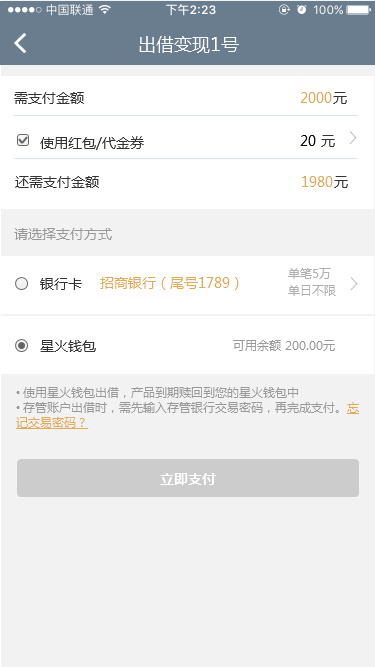 中国联通 下午2:23 100%
出借变现1号
需支付金额 2000元
使用红包/代金券 20 元
还需支付金额 1980元
请选择支付方式
银行卡 招商银行（尾号1789） 单笔5万
单日不限
星火钱包 可用余额 200.00元
• 使用星火钱包出借，产品到期赎回到您的星火钱包中
• 存管账户出借时，需先输入存管银行交易密码，再完成支付。忘
记交易密码？
立即支付